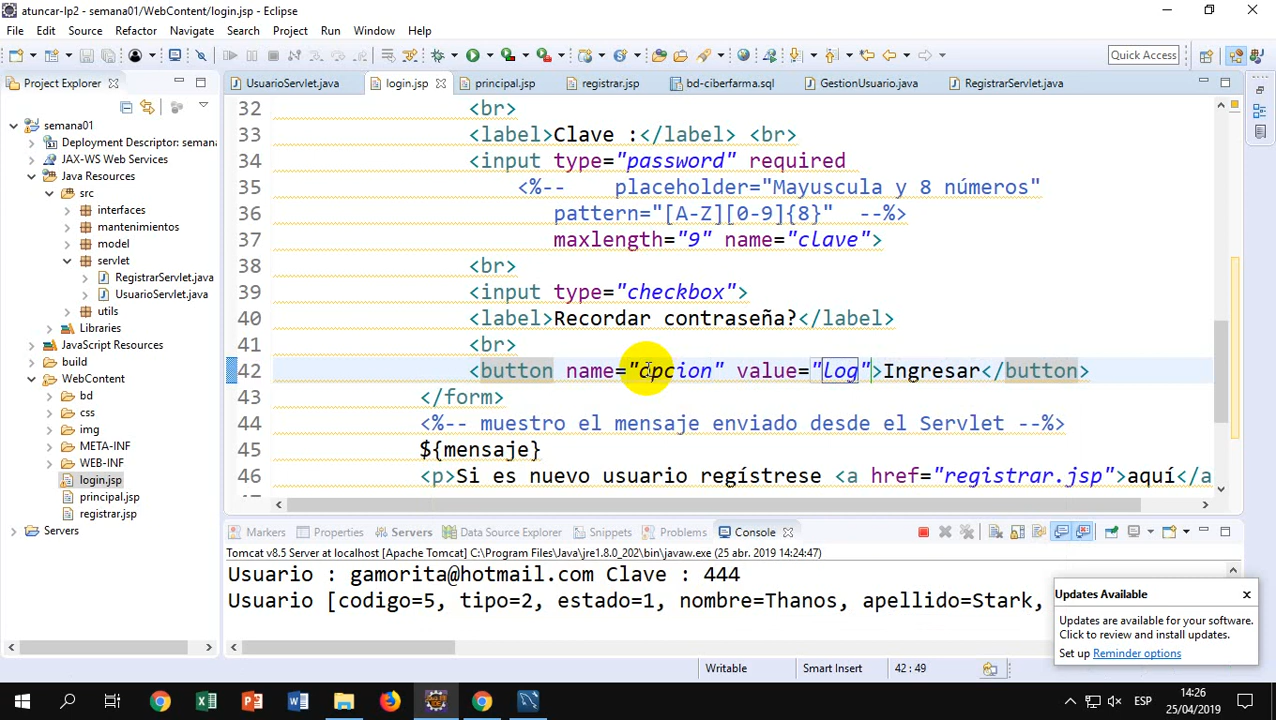 atuncar-lp2 - semana01/WebContent/login.jsp - Eclipse
File Edit Source Refactor Navigate Search Project Run Window Help
Quick Access
Project Explorer
UsuarioServlet.java login.jsp principal.jsp registrar.jsp bd-ciberfarma.sql GestionUsuario.java RegistrarServlet.java
semana01
Deployment Descriptor: semana
JAX-WS Web Services
Java Resources
src
interfaces
mantenimientos
model
servlet
RegistrarServlet.java
UsuarioServlet.java
utils
Libraries
JavaScript Resources
build
WebContent
bd
css
img
META-INF
WEB-INF
login.jsp
principal.jsp
registrar.jsp
Servers
32 <br>
33 <label>Clave :</label> <br>
34 <input type="password" required
35 <%-- placeholder="Mayuscula y 8 números"
36 pattern="[A-Z][0-9]{8}" --%>
37 maxlength="9" name="clave">
38 <br>
39 <input type="checkbox">
40 <label>Recordar contraseña?</label>
41 <br>
42 <button name="opcion" value="log">Ingresar</button>
43 </form>
44 <%-- muestro el mensaje enviado desde el Servlet --%>
45 ${mensaje}
46 <p>Si es nuevo usuario regístrese <a href="registrar.jsp">aquí</a
Markers Properties Servers Data Source Explorer Snippets Problems Console
Tomcat v8.5 Server at localhost [Apache Tomcat] C:\Program Files\Java\jre1.8.0_202\bin\javaw.exe (25 abr. 2019 14:24:47)
Usuario : gamorita@hotmail.com Clave : 444
Usuario [codigo=5, tipo=2, estado=1, nombre=Thanos, apellido=Stark,
Updates Available
Updates are available for your software.
Click to review and install updates.
Set up Reminder options
Writable Smart Insert 42 : 49
ESP
14:26
25/04/2019